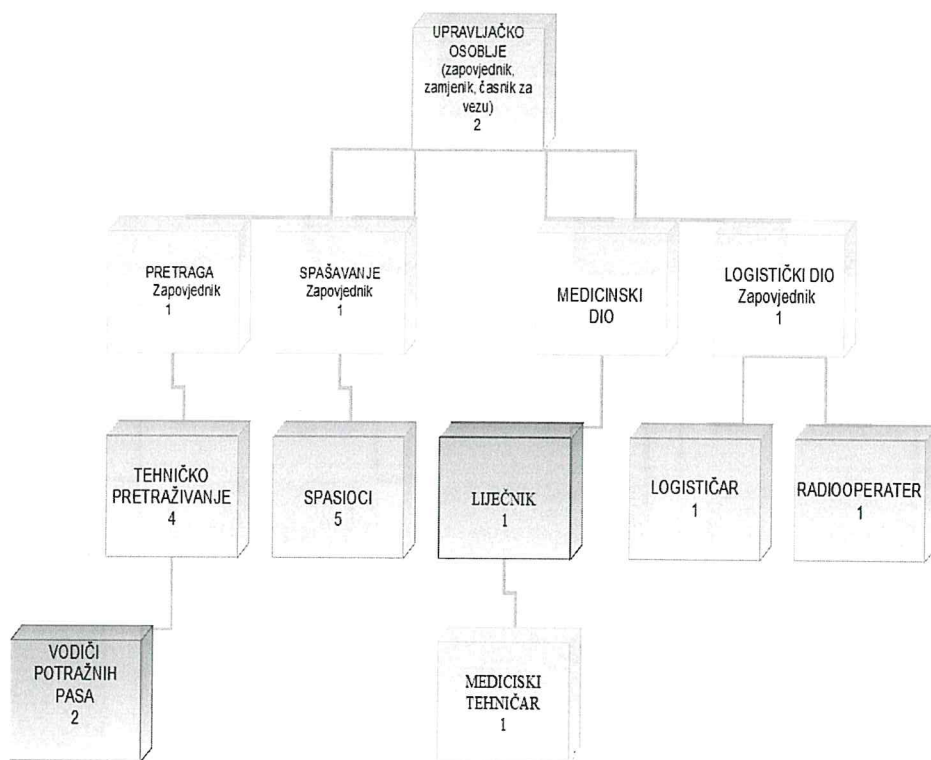 UPRAVLJAČKO
OSOBLJE
(zapovjednik,
zamjenik, časnik za
vezu)
2
PRETRAGA
Zapovjednik
1
SPAŠAVANJE
Zapovjednik
1
MEDICINSKI
DIO
LOGISTIČKI DIO
Zapovjednik
1
TEHNIČKO
PRETRAŽIVANJE
4
SPASIOCI
5
LIJEČNIK
1
LOGISTIČAR
1
RADIOOPERATER
1
VODIČI
POTRAŽNIH
PASA
2
MEDICISKI
TEHNIČAR
1